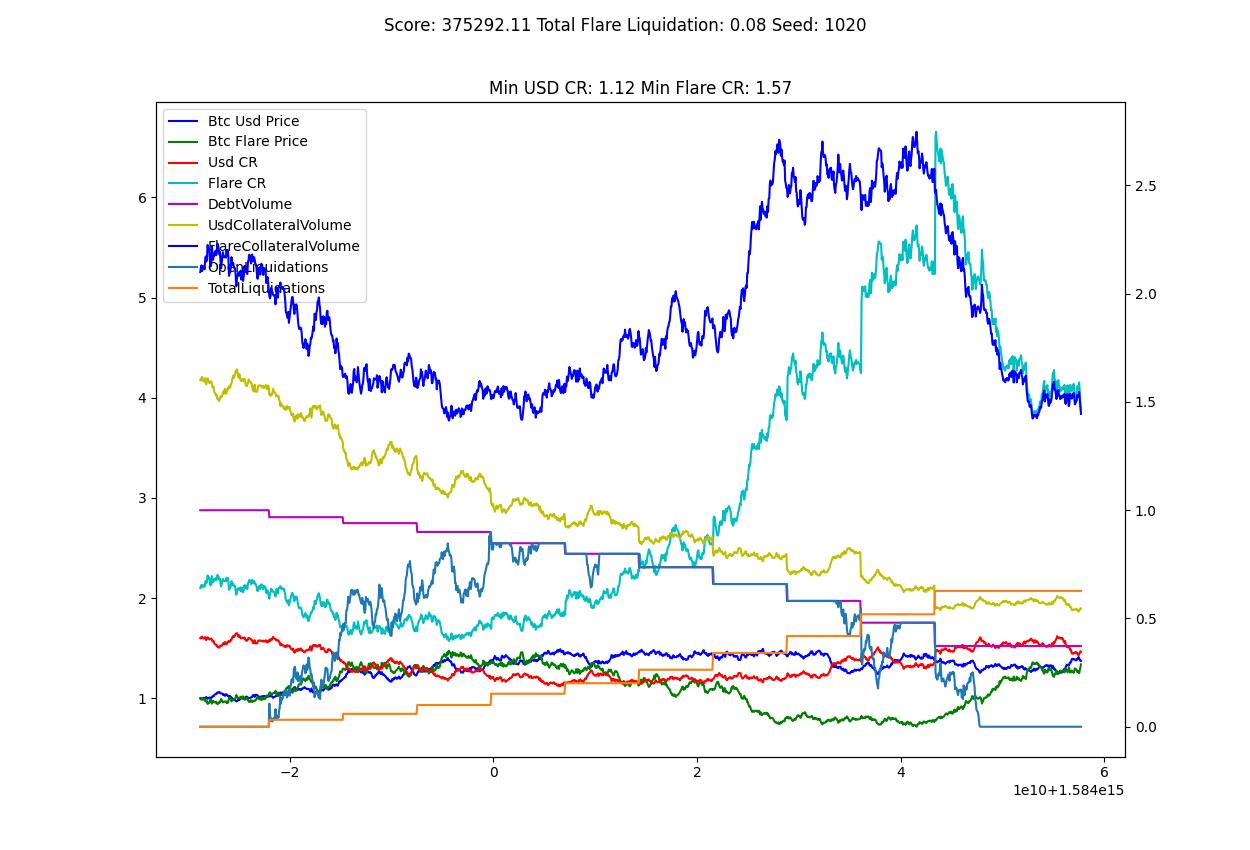 Score: 375292.11 Total Flare Liquidation: 0.08 Seed: 1020
Min USD CR: 1.12 Min Flare CR: 1.57
Btc Usd Price
Btc Flare Price
Usd CR
Flare CR
DebtVolume
UsdCollateralVolume
FlareCollateralVolume
OpenLiquidations
TotalLiquidations
6
5
4
3
2
1
2.5
2.0
1.5
1.0
0.5
0.0
−2 0 2 4 6
1e10+1.584e15